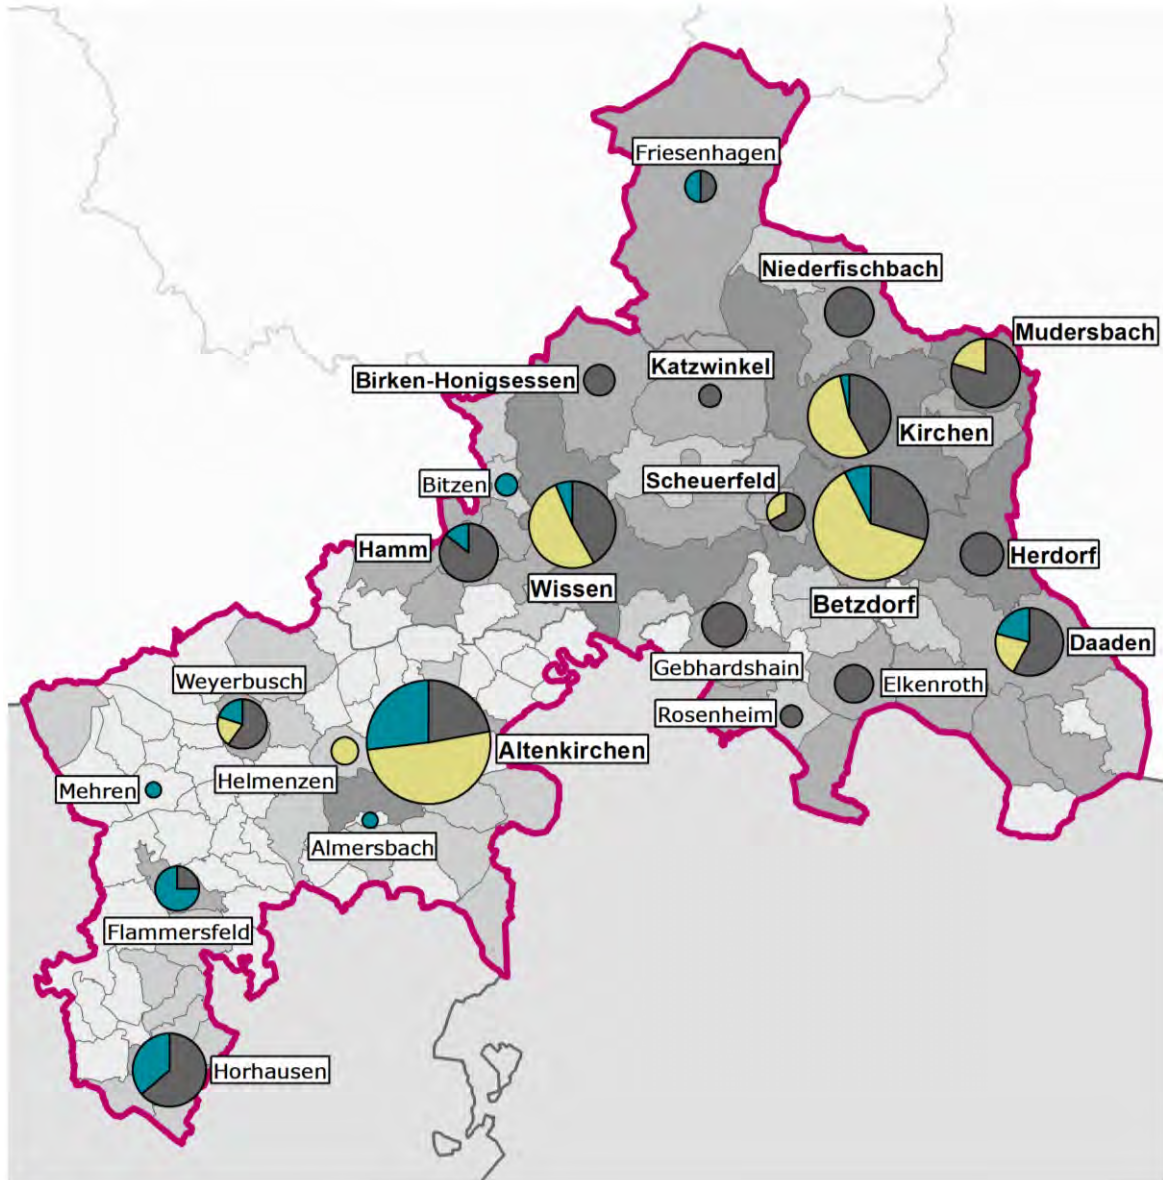 Friesenhagen
Niederfischbach
Mudersbach
Katzwinkel
Birken-Honigsessen
Kirchen
Scheuerfeld
Bitzen
Hamm
Herdorf
Wissen
Betzdorf
Daaden
Gebhardshain
Weyerbusch
Elkenroth
Rosenheim
Altenkirchen
Helmenzen
Mehren
Almersbach
Flammersfeld
Horhausen